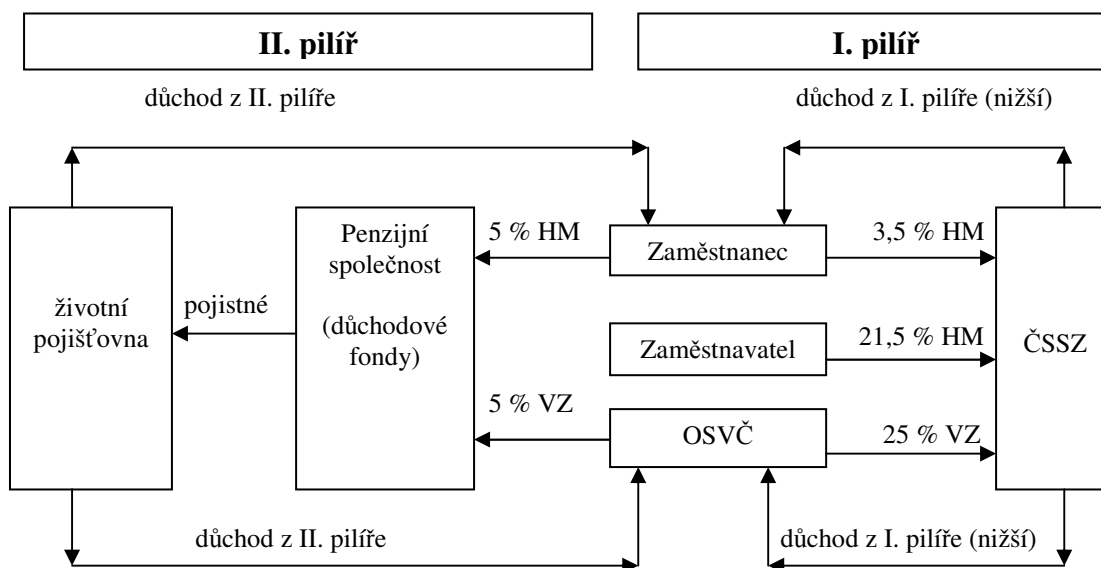 II. pilíř
I. pilíř
důchod z II. pilíře
důchod z I. pilíře (nižší)
životní
pojišťovna
pojistné
Penzijní
společnost
(důchodové
fondy)
5 % HM
5 % VZ
Zaměstnanec
Zaměstnavatel
OSVČ
3,5 % HM
21,5 % HM
25 % VZ
ČSSZ
důchod z II. pilíře
důchod z I. pilíře (nižší)